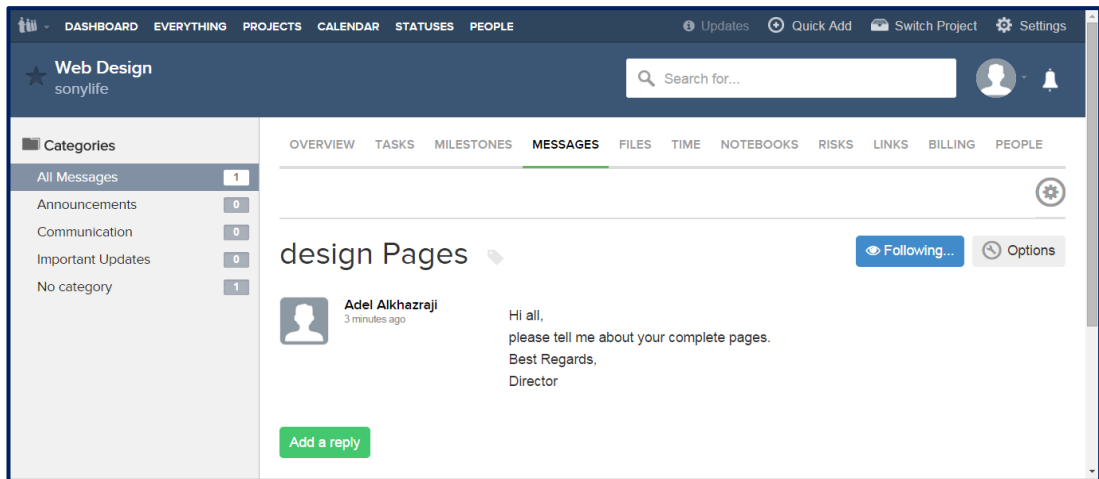 DASHBOARD EVERYTHING PROJECTS CALENDAR STATUSES PEOPLE Updates Quick Add Switch Project Settings
Web Design
sonylife
Search for...
Categories
All Messages 1
Announcements 0
Communication 0
Important Updates 0
No category 1
OVERVIEW TASKS MILESTONES MESSAGES FILES TIME NOTEBOOKS RISKS LINKS BILLING PEOPLE
design Pages
Following...
Options
Adel Alkhazraji
3 minutes ago
Hi all,
please tell me about your complete pages.
Best Regards,
Director
Add a reply